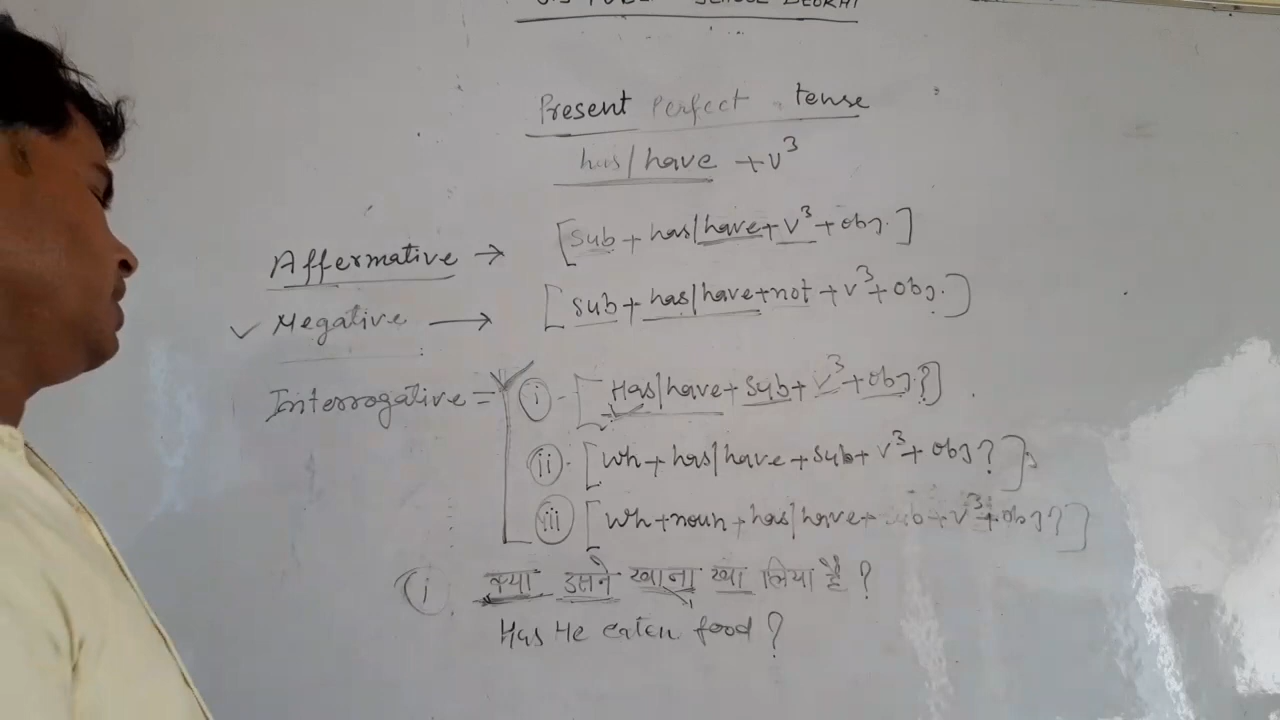 SCHOOL DEORHI
Present Perfect tense
has/have + v³
Affermative → [Sub + has/have + v³ + obj.]
✓ Negative → [Sub + has/have + not + v³ + obj.]
Interrogative = (i) - [Has/have + Sub + v³ + obj.?]
(ii) - [Wh + has/have + Sub + v³ + obj?]
(iii) [Wh + noun + has/have + sub + v³ + obj?]
(i) क्या उसने खाना खा लिया है ?
Has He eaten food ?